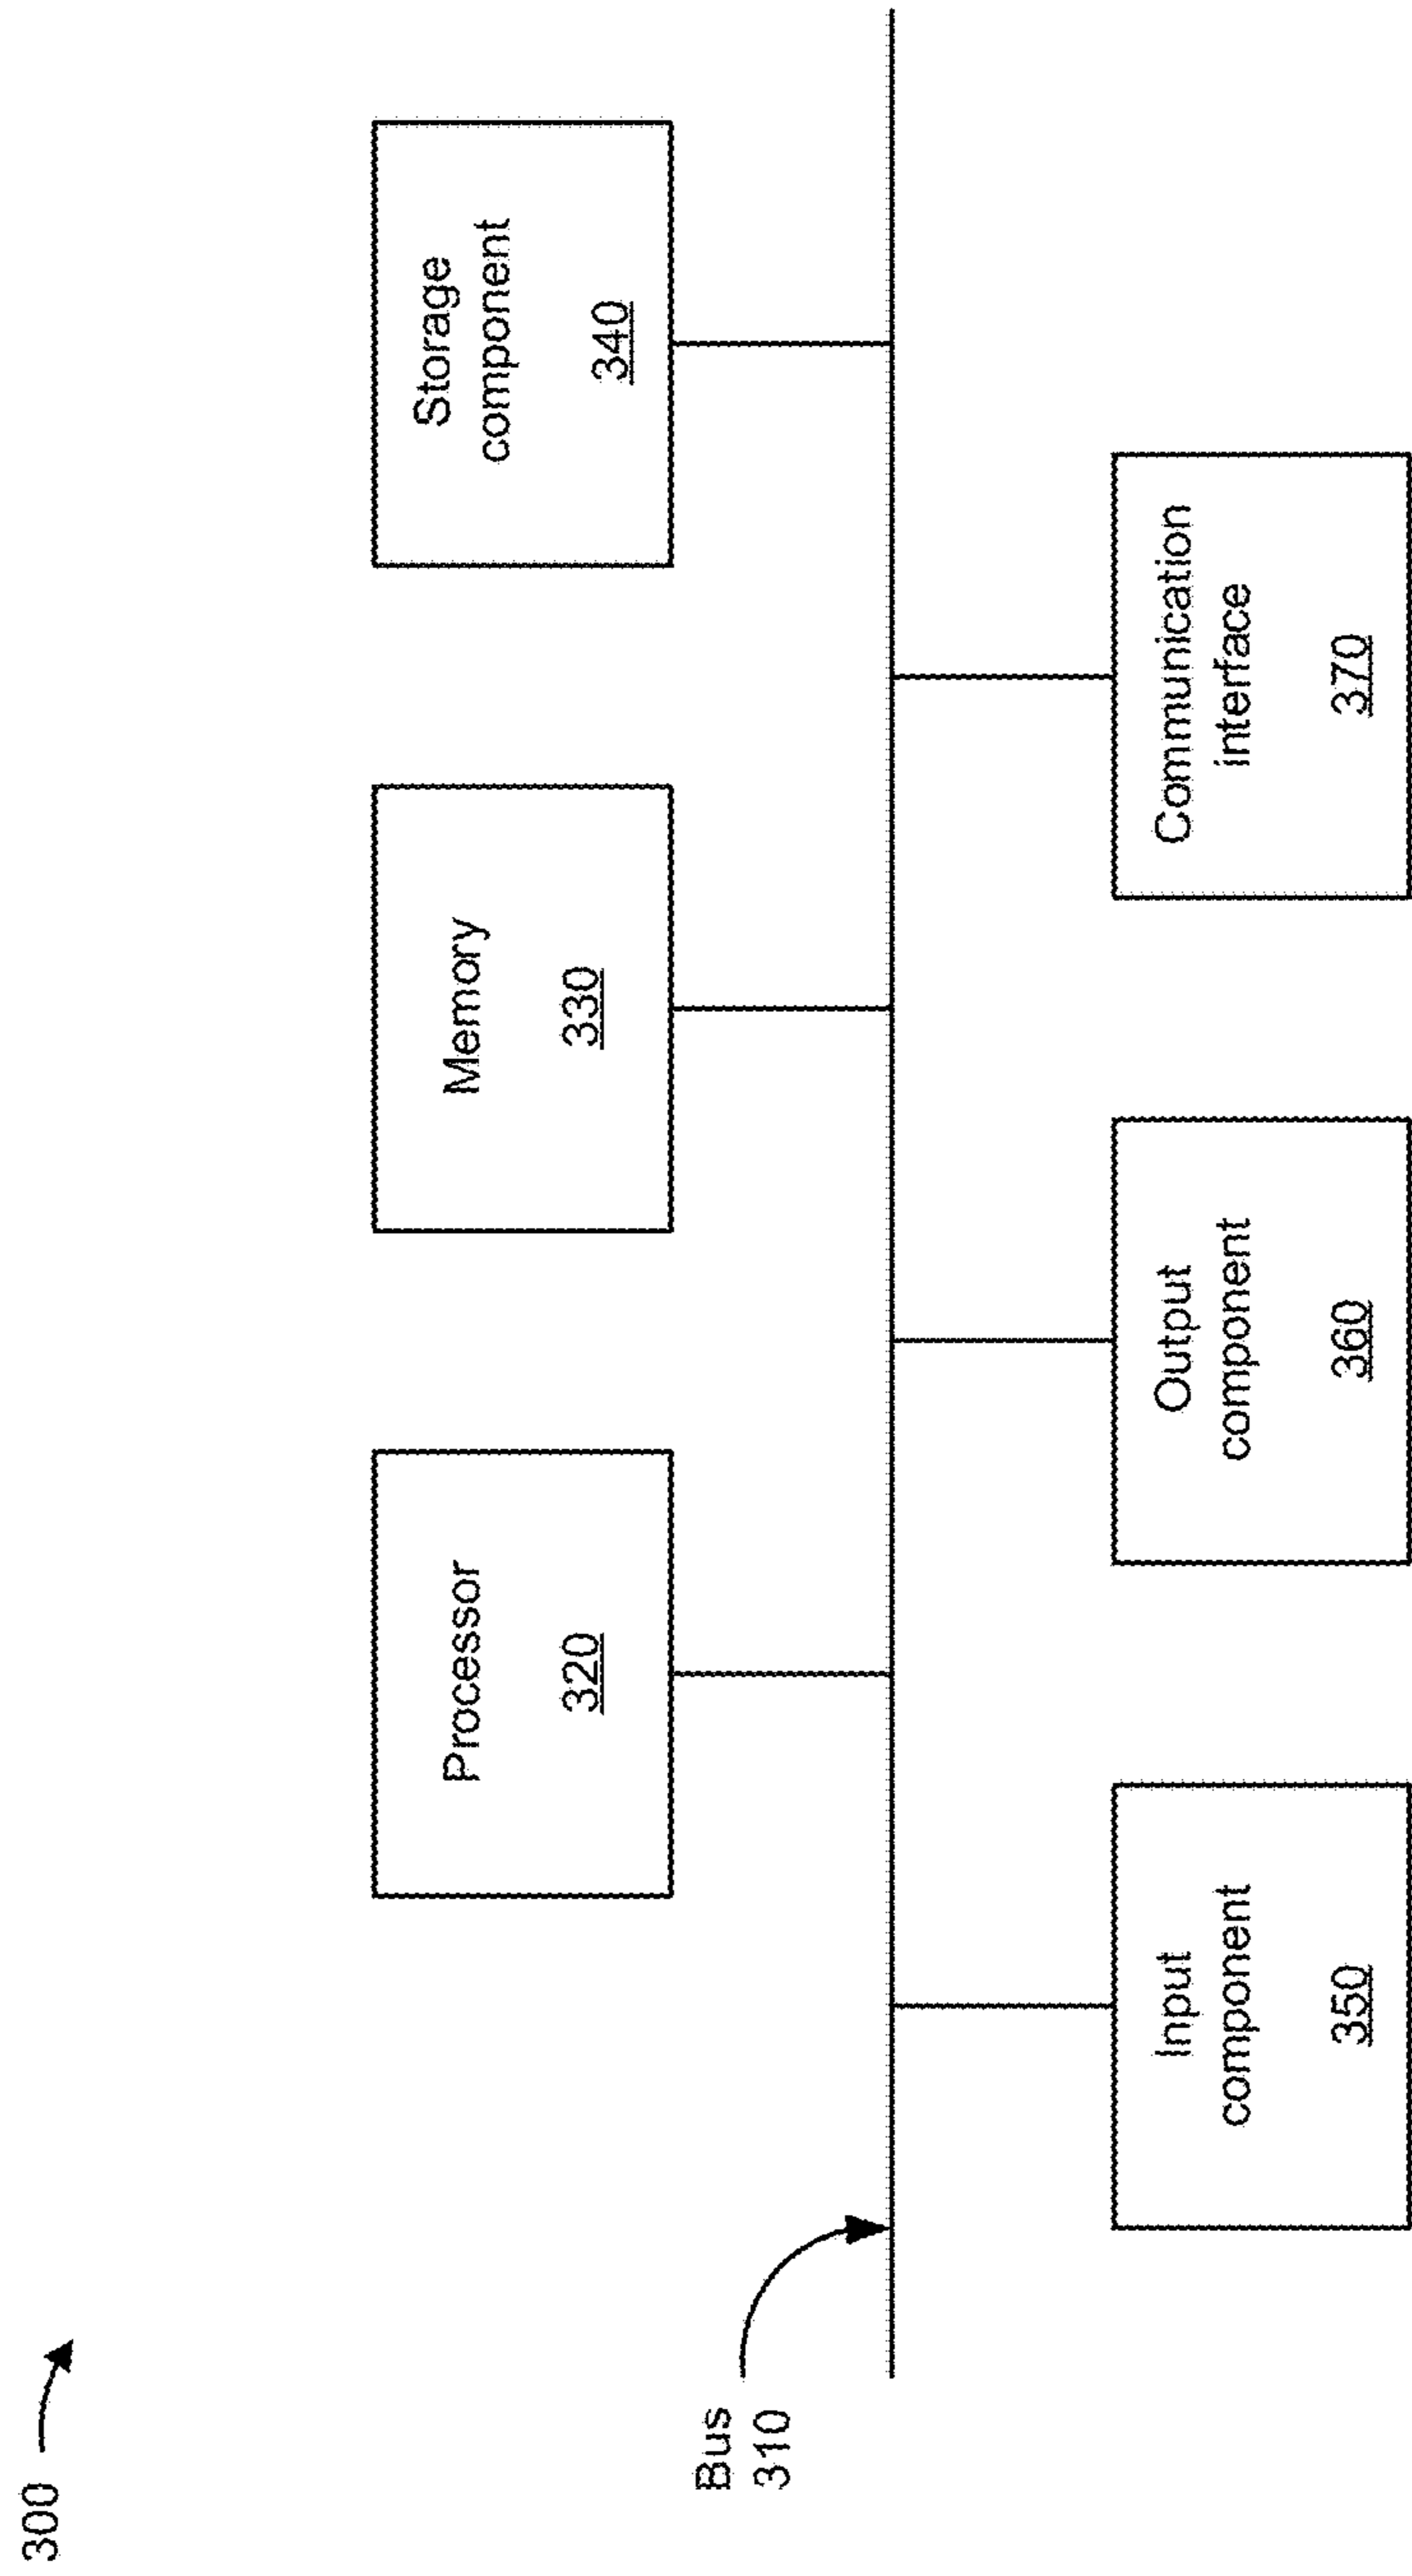 300
Processor
320
Memory
330
Storage
component
340
Bus
310
Input
component
350
Output
component
360
Communication
interface
370